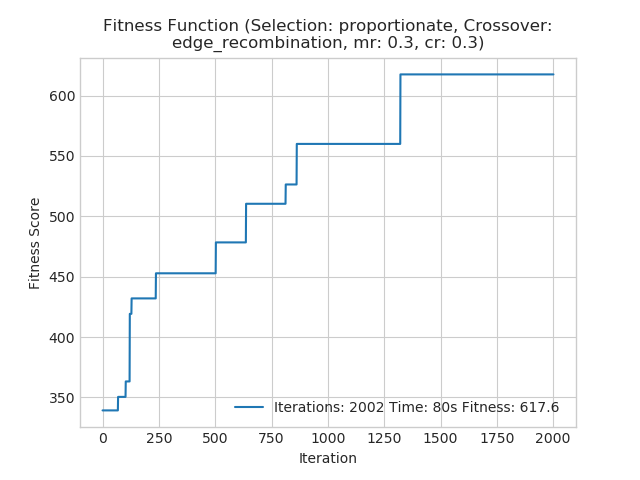 Fitness Function (Selection: proportionate, Crossover:
edge_recombination, mr: 0.3, cr: 0.3)
Fitness Score
600
550
500
450
400
350
Iterations: 2002 Time: 80s Fitness: 617.6
0 250 500 750 1000 1250 1500 1750 2000
Iteration